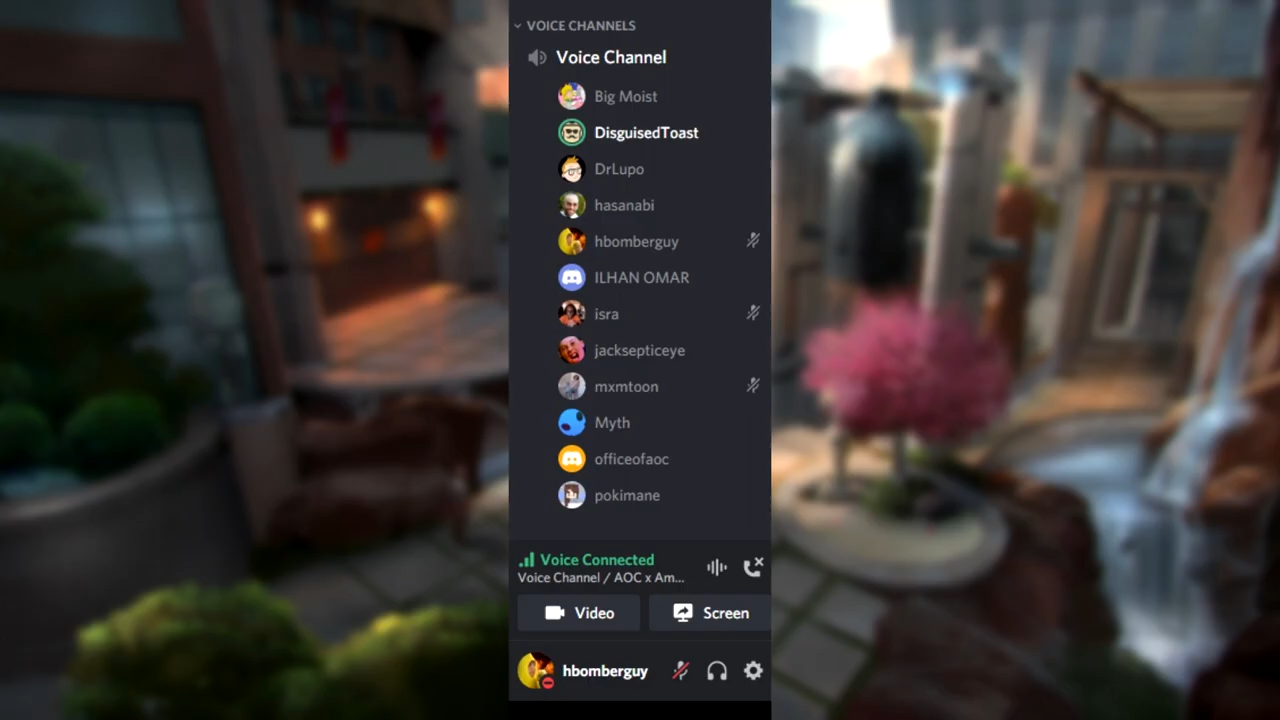 VOICE CHANNELS
Voice Channel
Big Moist
DisguisedToast
DrLupo
hasanabi
hbomberguy
ILHAN OMAR
isra
jacksepticeye
mxmtoon
Myth
officeofaoc
pokimane
Voice Connected
Voice Channel / AOC x Am...
Video
Screen
hbomberguy